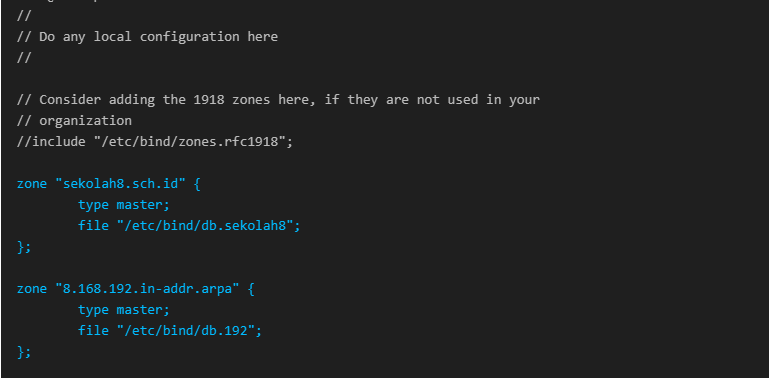 //
// Do any local configuration here
//
// Consider adding the 1918 zones here, if they are not used in your
// organization
//include "/etc/bind/zones.rfc1918";
zone "sekolah8.sch.id" {
type master;
file "/etc/bind/db.sekolah8";
};
zone "8.168.192.in-addr.arpa" {
type master;
file "/etc/bind/db.192";
};